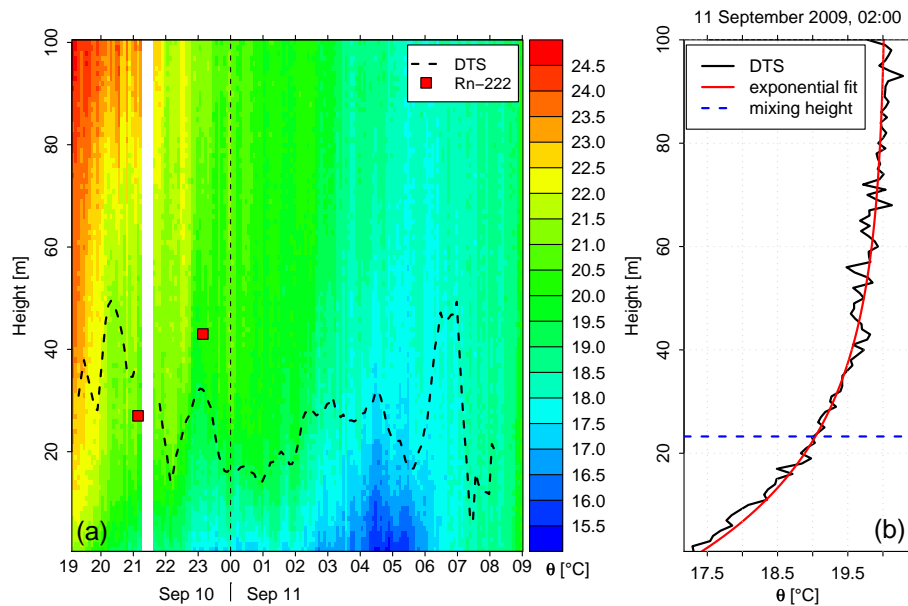 11 September 2009, 02:00
DTS
Rn−222
DTS
exponential fit
mixing height
100
80
60
40
20
Height [m]
(a)
24.5
24.0
23.5
23.0
22.5
22.0
21.5
21.0
20.5
20.0
19.5
19.0
18.5
18.0
17.5
17.0
16.5
16.0
15.5
19 20 21 22 23 00 01 02 03 04 05 06 07 08 09
θ [°C]
Sep 10 Sep 11
100
80
60
40
20
Height [m]
(b)
17.5 18.5 19.5
θ [°C]